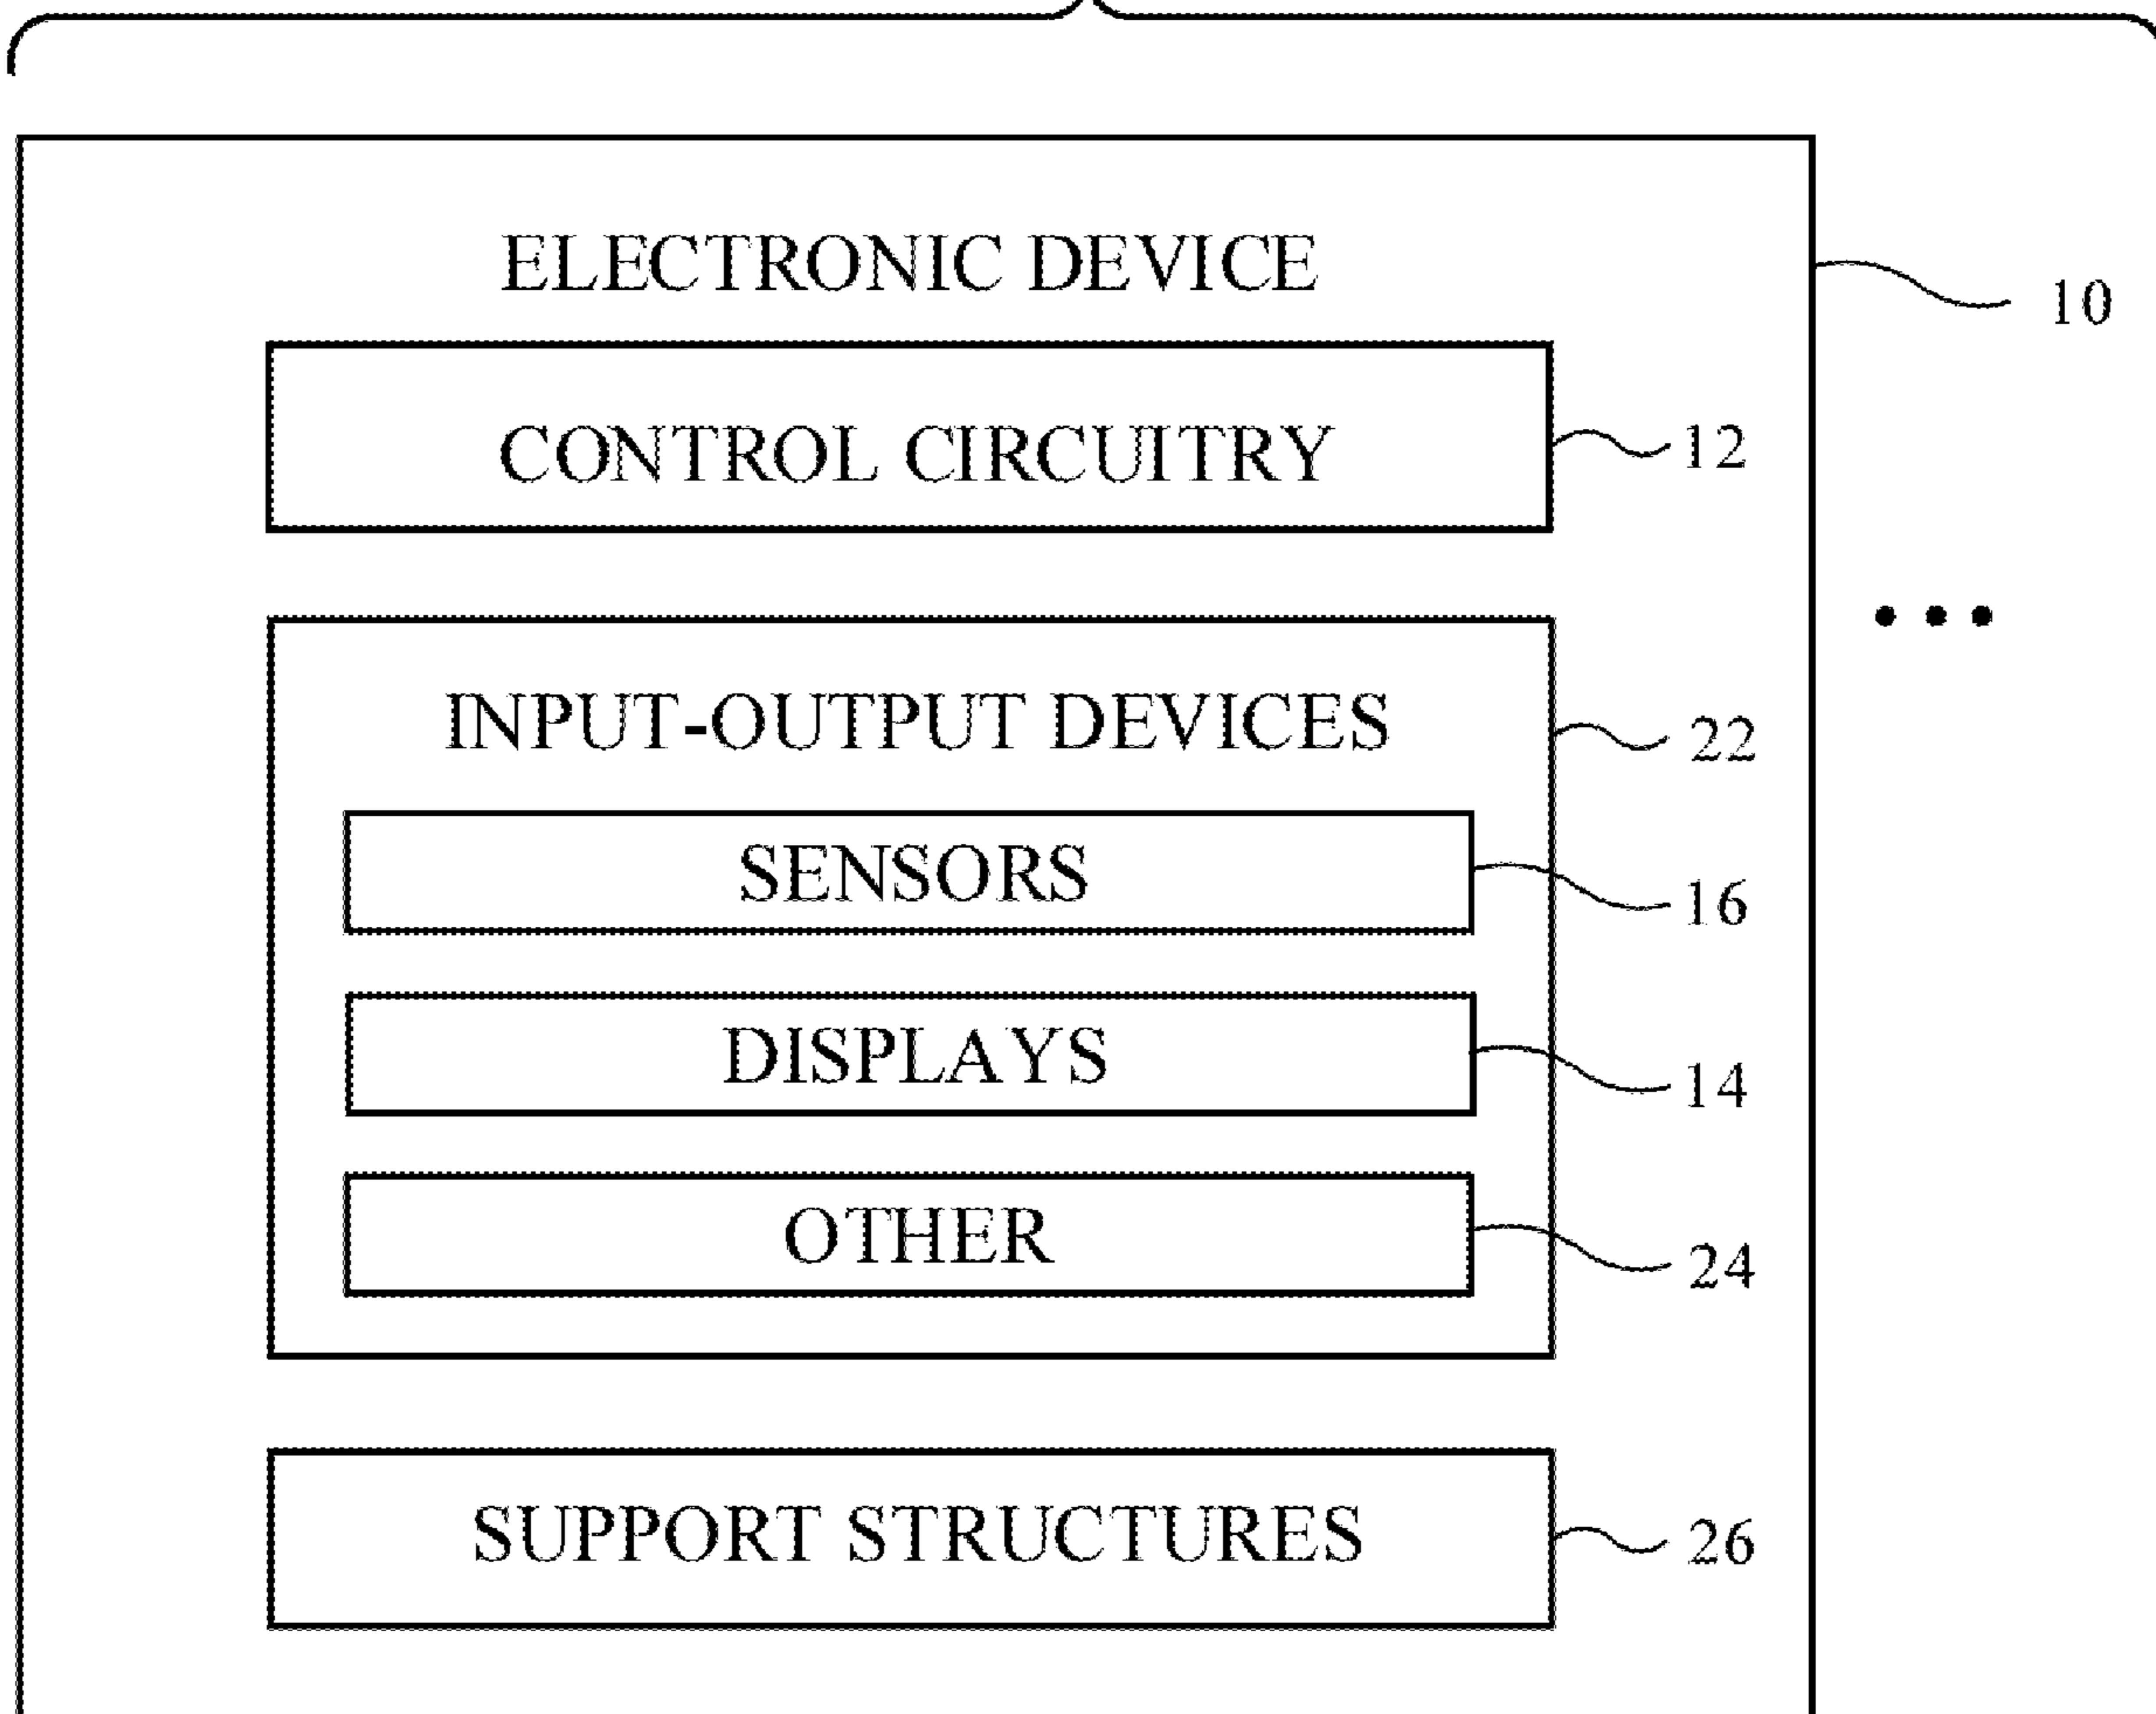 ELECTRONIC DEVICE
10
CONTROL CIRCUITRY
12
...
INPUT-OUTPUT DEVICES
22
SENSORS
16
DISPLAYS
14
OTHER
24
SUPPORT STRUCTURES
26